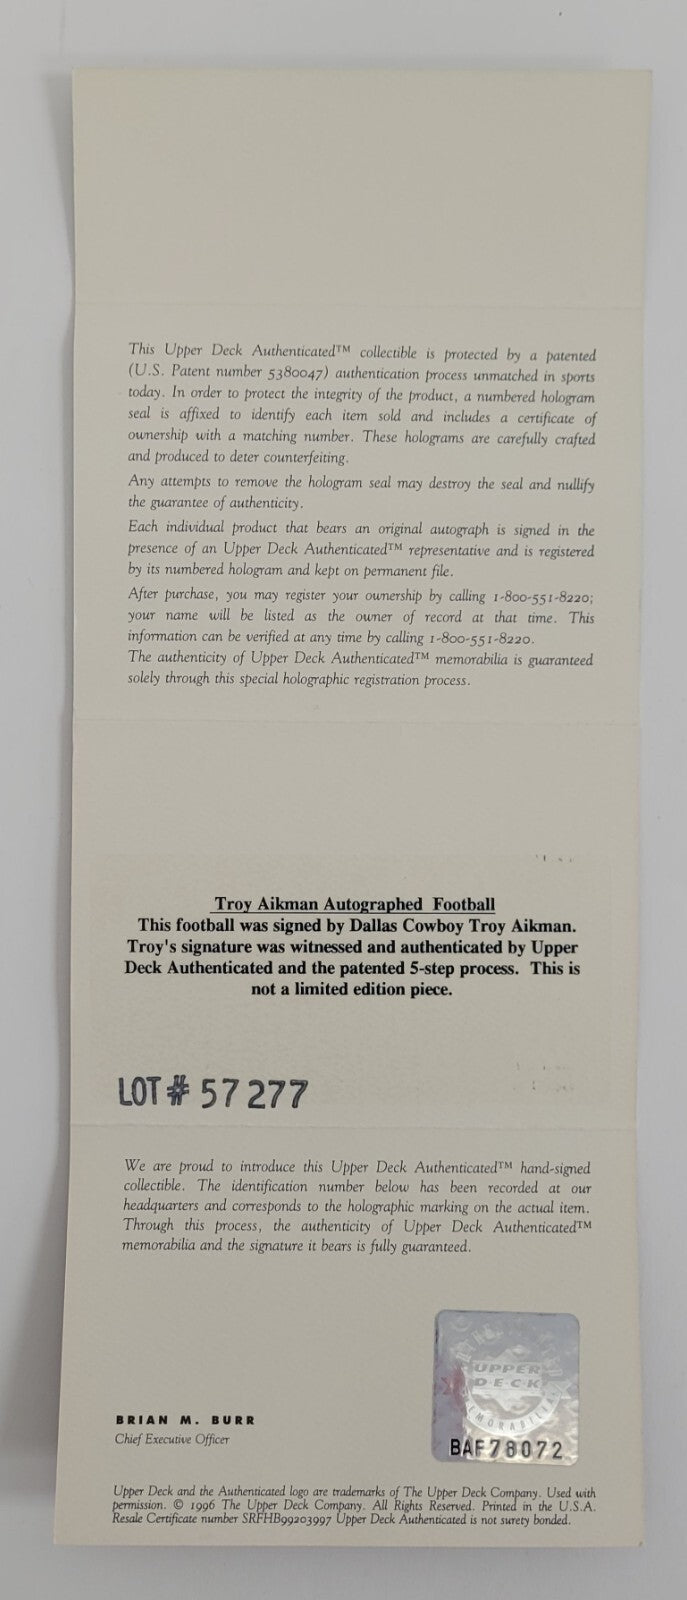 This Upper Deck Authenticated™ collectible is protected by a patented
(U.S. Patent number 5380047) authentication process unmatched in sports
today. In order to protect the integrity of the product, a numbered hologram
seal is affixed to identify each item sold and includes a certificate of
ownership with a matching number. These holograms are carefully crafted
and produced to deter counterfeiting.
Any attempts to remove the hologram seal may destroy the seal and nullify
the guarantee of authenticity.
Each individual product that bears an original autograph is signed in the
presence of an Upper Deck Authenticated™ representative and is registered
by its numbered hologram and kept on permanent file.
After purchase, you may register your ownership by calling 1-800-551-8220;
your name will be listed as the owner of record at that time. This
information can be verified at any time by calling 1-800-551-8220.
The authenticity of Upper Deck Authenticated™ memorabilia is guaranteed
solely through this special holographic registration process.
Troy Aikman Autographed Football
This football was signed by Dallas Cowboy Troy Aikman.
Troy's signature was witnessed and authenticated by Upper
Deck Authenticated and the patented 5-step process. This is
not a limited edition piece.
LOT # 57277
We are proud to introduce this Upper Deck Authenticated™ hand-signed
collectible. The identification number below has been recorded at our
headquarters and corresponds to the holographic marking on the actual item.
Through this process, the authenticity of Upper Deck Authenticated™
memorabilia and the signature it bears is fully guaranteed.
UPPER
DECK
MEMORABILIA
BAF78072
BRIAN M. BURR
Chief Executive Officer
Upper Deck and the Authenticated logo are trademarks of The Upper Deck Company. Used with
permission. © 1996 The Upper Deck Company. All Rights Reserved. Printed in the U.S.A.
Resale Certificate number SRFHB99203997 Upper Deck Authenticated is not surety bonded.